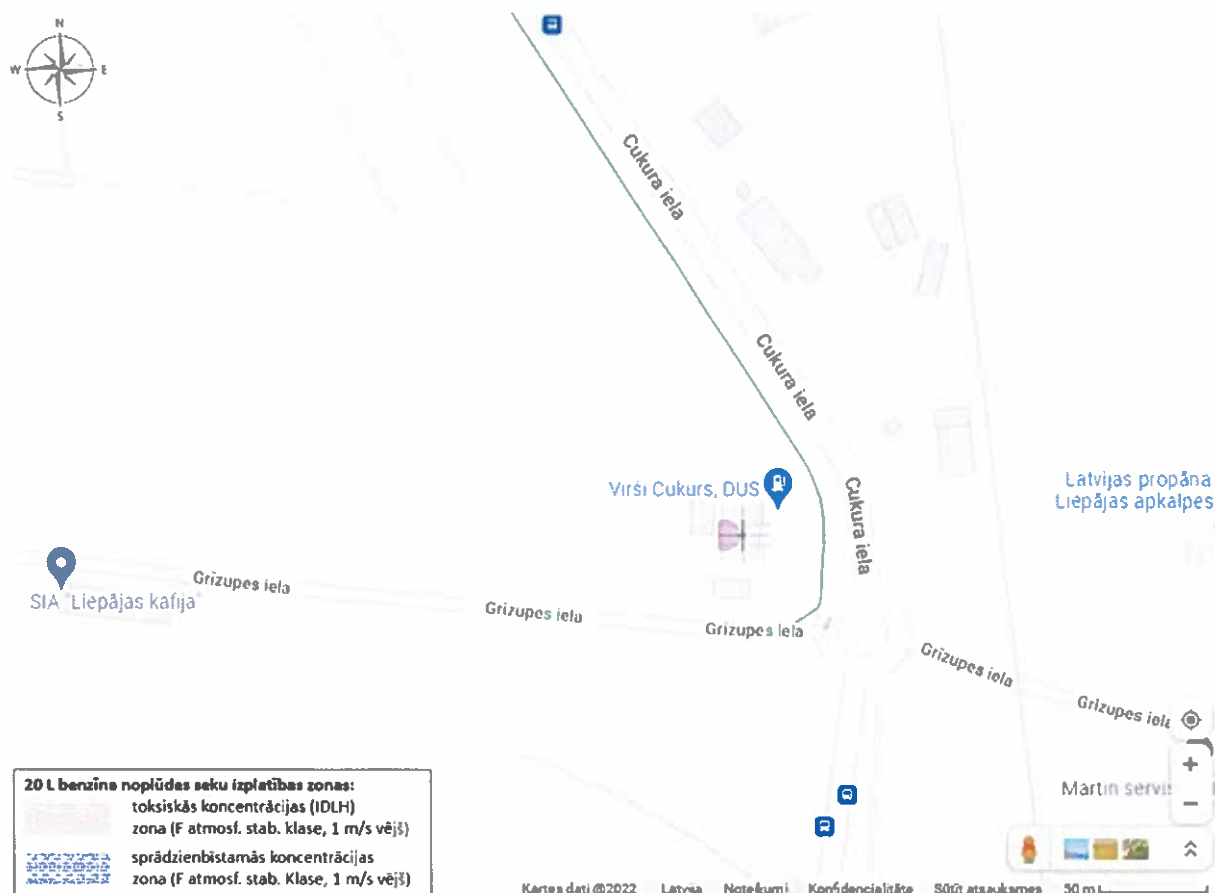 N
W E
S
Cukura iela
Cukura iela
Virši Cukurs, DUS
Cukura iela
Latvijas propāna
Liepājas apkalpes
SIA "Liepājas kafija"
Grīzupes iela
Grīzupes iela
Grīzupes iela
Grīzupes iela
Grīzupes iela
Martin servis
20 L benzīna noplūdes seku izplatības zonas:
toksiskās koncentrācijas (IDLH)
zona (F atmosf. stab. klase, 1 m/s vējš)
sprādzienbīstamās koncentrācijas
zona (F atmosf. stab. Klase, 1 m/s vējš)
Kartes dati ©2022 Latvija Noteikumi Konfidencialitāte Sūtīt atsauksmes 50 m